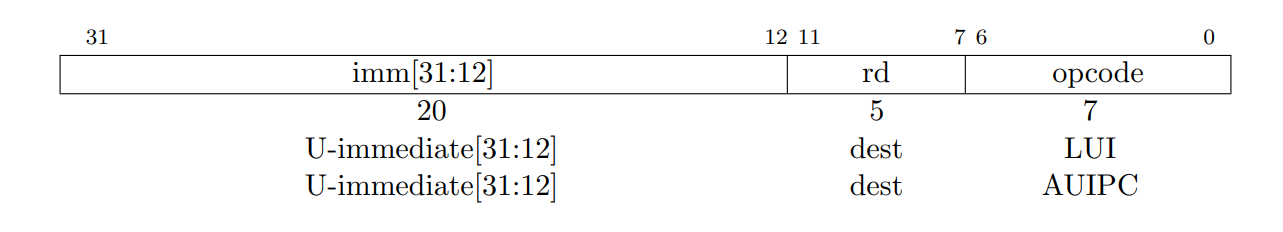 31 12 11 7 6 0
imm[31:12] rd opcode
20 5 7
U-immediate[31:12] dest LUI
U-immediate[31:12] dest AUIPC